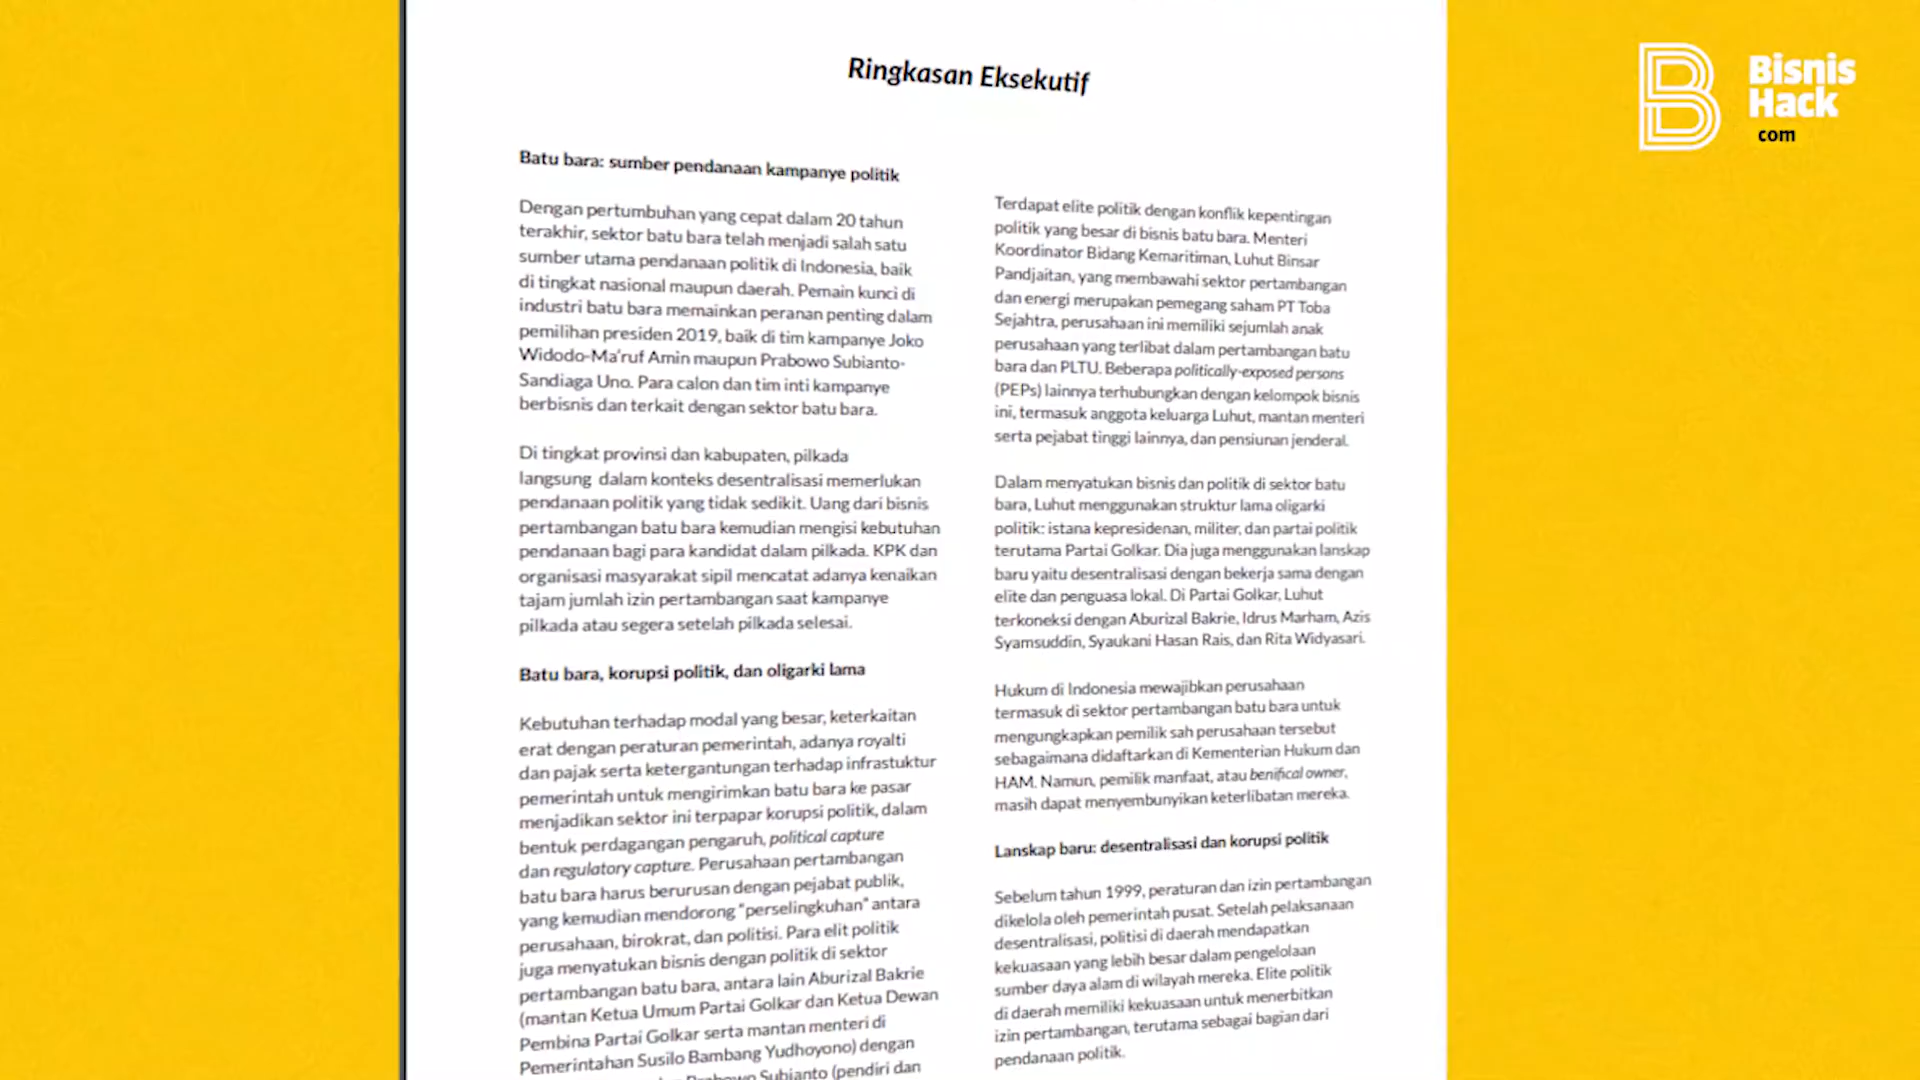 Ringkasan Eksekutif
Batu bara: sumber pendanaan kampanye politik
Dengan pertumbuhan yang cepat dalam 20 tahun
terakhir, sektor batu bara telah menjadi salah satu
sumber utama pendanaan politik di Indonesia, baik
di tingkat nasional maupun daerah. Pemain kunci di
industri batu bara memainkan peranan penting dalam
pemilihan presiden 2019, baik di tim kampanye Joko
Widodo-Ma'ruf Amin maupun Prabowo Subianto-
Sandiaga Uno. Para calon dan tim inti kampanye
berbisnis dan terkait dengan sektor batu bara.
Di tingkat provinsi dan kabupaten, pilkada
langsung dalam konteks desentralisasi memerlukan
pendanaan politik yang tidak sedikit. Uang dari bisnis
pertambangan batu bara kemudian mengisi kebutuhan
pendanaan bagi para kandidat dalam pilkada. KPK dan
organisasi masyarakat sipil mencatat adanya kenaikan
tajam jumlah izin pertambangan saat kampanye
pilkada atau segera setelah pilkada selesai.
Batu bara, korupsi politik, dan oligarki lama
Kebutuhan terhadap modal yang besar, keterkaitan
erat dengan peraturan pemerintah, adanya royalti
dan pajak serta ketergantungan terhadap infrastuktur
pemerintah untuk mengirimkan batu bara ke pasar
menjadikan sektor ini terpapar korupsi politik, dalam
bentuk perdagangan pengaruh, political capture
dan regulatory capture. Perusahaan pertambangan
batu bara harus berurusan dengan pejabat publik,
yang kemudian mendorong "perselingkuhan" antara
perusahaan, birokrat, dan politisi. Para elit politik
juga menyatukan bisnis dengan politik di sektor
pertambangan batu bara, antara lain Aburizal Bakrie
(mantan Ketua Umum Partai Golkar dan Ketua Dewan
Pembina Partai Golkar serta mantan menteri di
Pemerintahan Susilo Bambang Yudhoyono) dengan
Prabowo Subianto (pendiri dan
Terdapat elite politik dengan konflik kepentingan
politik yang besar di bisnis batu bara. Menteri
Koordinator Bidang Kemaritiman, Luhut Binsar
Pandjaitan, yang membawahi sektor pertambangan
dan energi merupakan pemegang saham PT Toba
Sejahtra, perusahaan ini memiliki sejumlah anak
perusahaan yang terlibat dalam pertambangan batu
bara dan PLTU. Beberapa politically-exposed persons
(PEPs) lainnya terhubungkan dengan kelompok bisnis
ini, termasuk anggota keluarga Luhut, mantan menteri
serta pejabat tinggi lainnya, dan pensiunan jenderal.
Dalam menyatukan bisnis dan politik di sektor batu
bara, Luhut menggunakan struktur lama oligarki
politik: istana kepresidenan, militer, dan partai politik
terutama Partai Golkar. Dia juga menggunakan lanskap
baru yaitu desentralisasi dengan bekerja sama dengan
elite dan penguasa lokal. Di Partai Golkar, Luhut
terkoneksi dengan Aburizal Bakrie, Idrus Marham, Azis
Syamsuddin, Syaukani Hasan Rais, dan Rita Widyasari.
Hukum di Indonesia mewajibkan perusahaan
termasuk di sektor pertambangan batu bara untuk
mengungkapkan pemilik sah perusahaan tersebut
sebagaimana didaftarkan di Kementerian Hukum dan
HAM. Namun, pemilik manfaat, atau benifical owner,
masih dapat menyembunyikan keterlibatan mereka.
Lanskap baru: desentralisasi dan korupsi politik
Sebelum tahun 1999, peraturan dan izin pertambangan
dikelola oleh pemerintah pusat. Setelah pelaksanaan
desentralisasi, politisi di daerah mendapatkan
kekuasaan yang lebih besar dalam pengelolaan
sumber daya alam di wilayah mereka. Elite politik
di daerah memiliki kekuasaan untuk menerbitkan
izin pertambangan, terutama sebagai bagian dari
pendanaan politik.
B
Bisnis
Hack
com